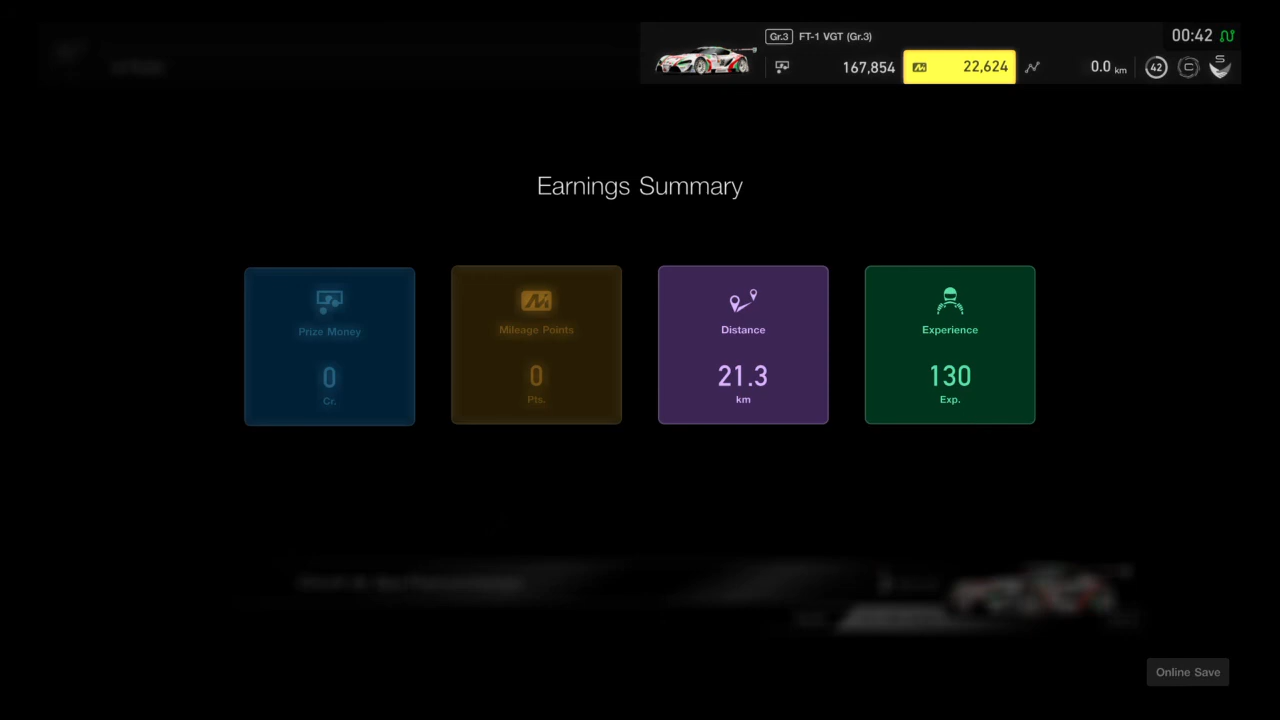 Gr.3 FT-1 VGT (Gr.3) 00:42
167,854 22,624 0.0 km 42 C S
Earnings Summary
Prize Money Mileage Points Distance Experience
0 0 21.3 130
Cr. Pts. km Exp.
Online Save